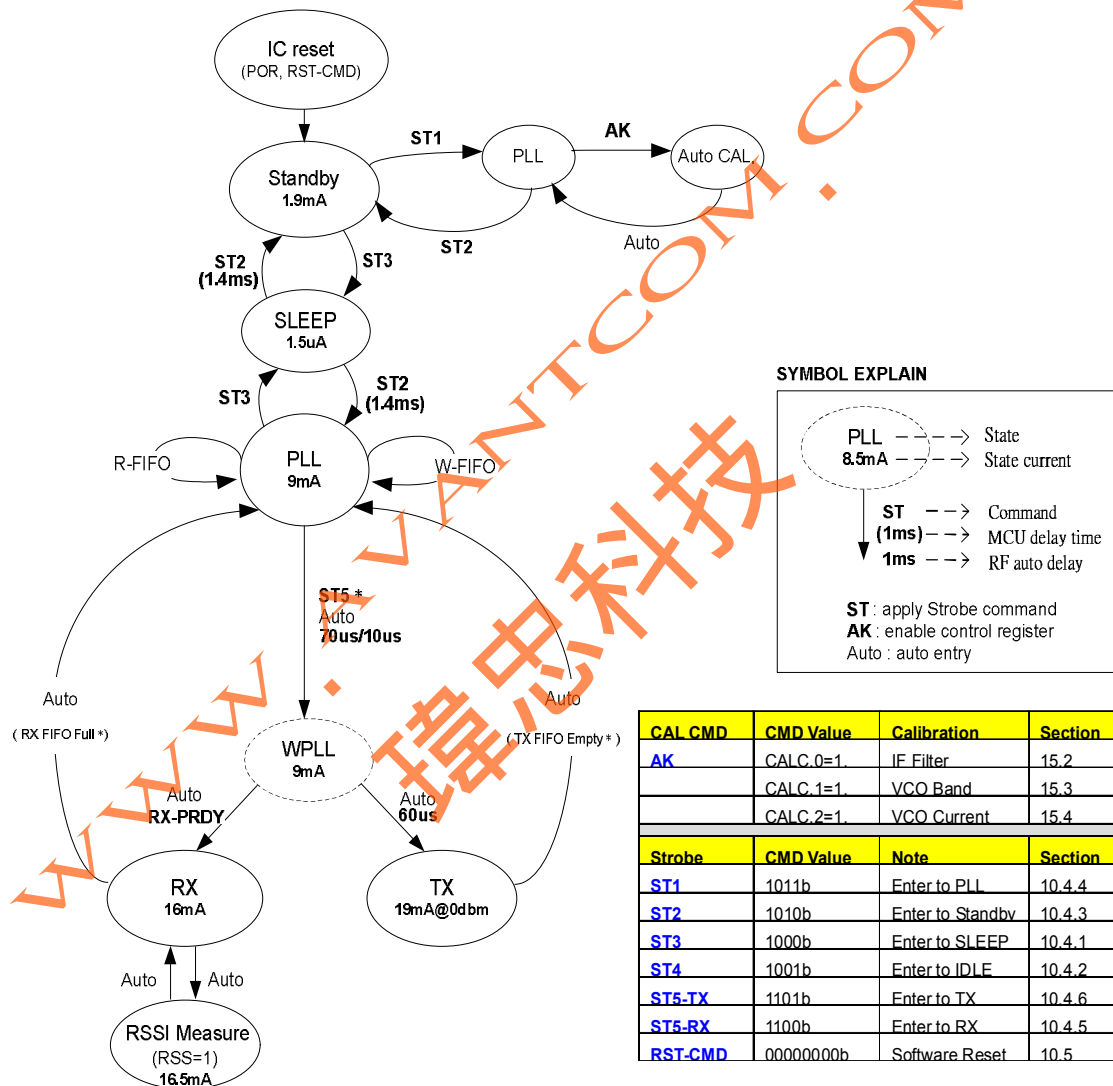 IC reset
(POR, RST-CMD)
ST1
AK
PLL
Auto CAL.
Standby
1.9mA
ST2
Auto
ST2
(1.4ms)
ST3
SLEEP
1.5uA
ST3
ST2
(1.4ms)
R-FIFO
PLL
9mA
W-FIFO
ST5 *
Auto
70us/10us
Auto
( RX FIFO Full *)
Auto
( TX FIFO Empty * )
WPLL
9mA
Auto
RX-PRDY
Auto
60us
RX
16mA
TX
19mA@0dbm
Auto
Auto
RSSI Measure
(RSS=1)
16.5mA
SYMBOL EXPLAIN
PLL
8.5mA
State
State current
ST
(1ms)
1ms
Command
MCU delay time
RF auto delay
ST : apply Strobe command
AK : enable control register
Auto : auto entry
CAL CMD CMD Value Calibration Section
AK CALC.0=1. IF Filter 15.2
CALC.1=1. VCO Band 15.3
CALC.2=1. VCO Current 15.4
Strobe CMD Value Note Section
ST1 1011b Enter to PLL 10.4.4
ST2 1010b Enter to Standby 10.4.3
ST3 1000b Enter to SLEEP 10.4.1
ST4 1001b Enter to IDLE 10.4.2
ST5-TX 1101b Enter to TX 10.4.6
ST5-RX 1100b Enter to RX 10.4.5
RST-CMD 00000000b Software Reset 10.5
WWW.AVANTCOM.COM
瑋忠科技